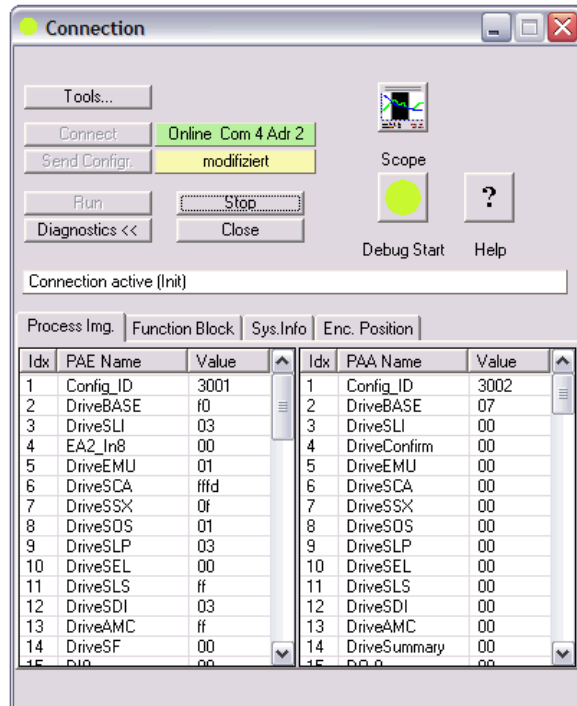 Connection
Tools...
Connect Online Com 4 Adr 2
Send Configr. modifiziert
Scope
Run Stop
Diagnostics << Close
?
Debug Start Help
Connection active (Init)
Process Img. Function Block Sys.Info Enc. Position
Idx PAE Name Value Idx PAA Name Value
1 Config_ID 3001 1 Config_ID 3002
2 DriveBASE f0 2 DriveBASE 07
3 DriveSLI 03 3 DriveSLI 00
4 EA2_In8 00 4 DriveConfirm 00
5 DriveEMU 01 5 DriveEMU 00
6 DriveSCA fffd 6 DriveSCA 00
7 DriveSSX 0f 7 DriveSSX 00
8 DriveSOS 01 8 DriveSOS 00
9 DriveSLP 03 9 DriveSLP 00
10 DriveSEL 00 10 DriveSEL 00
11 DriveSLS ff 11 DriveSLS 00
12 DriveSDI 03 12 DriveSDI 00
13 DriveAMC ff 13 DriveAMC 00
14 DriveSF 00 14 DriveSummary 00